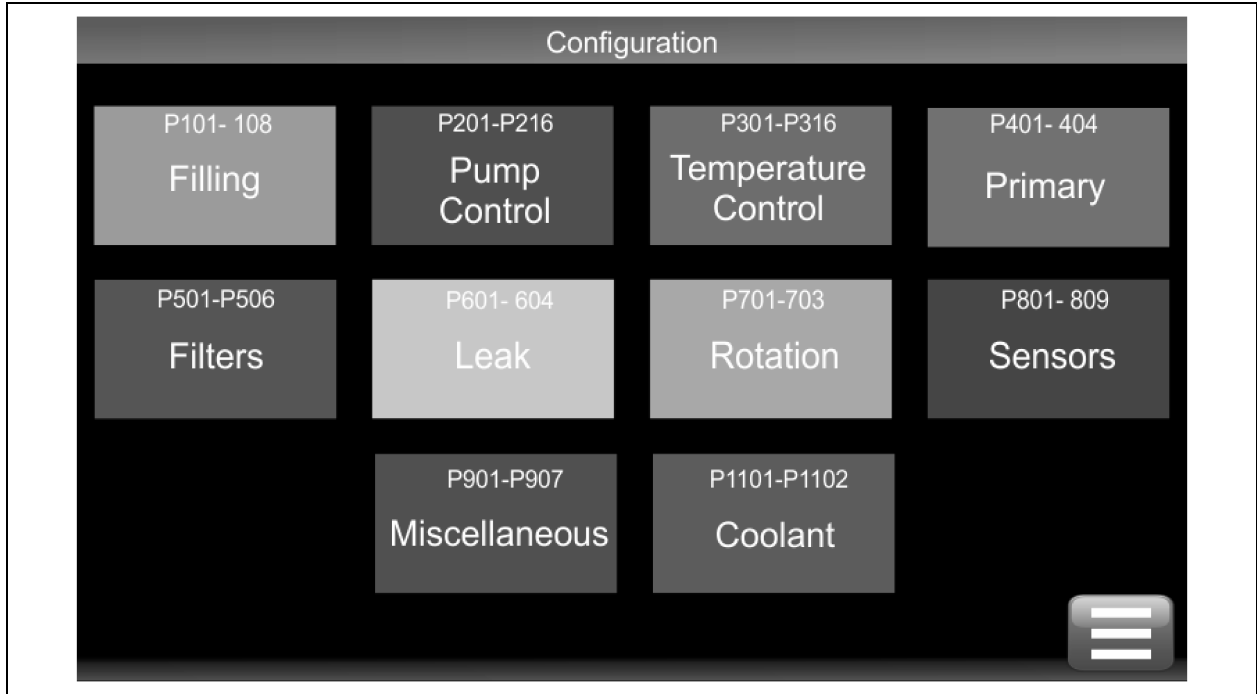 Configuration
P101- 108
Filling
P201-P216
Pump
Control
P301-P316
Temperature
Control
P401- 404
Primary
P501-P506
Filters
P601- 604
Leak
P701-703
Rotation
P801- 809
Sensors
P901-P907
Miscellaneous
P1101-P1102
Coolant